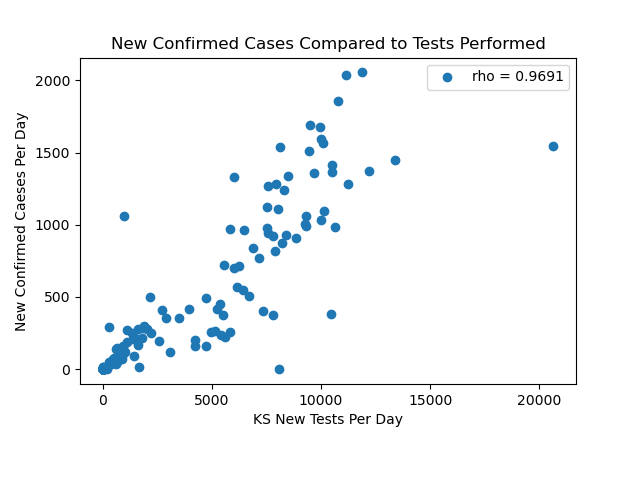 New Confirmed Cases Compared to Tests Performed
rho = 0.9691
2000
1500
1000
500
0
New Confirmed Caeses Per Day
0 5000 10000 15000 20000
KS New Tests Per Day